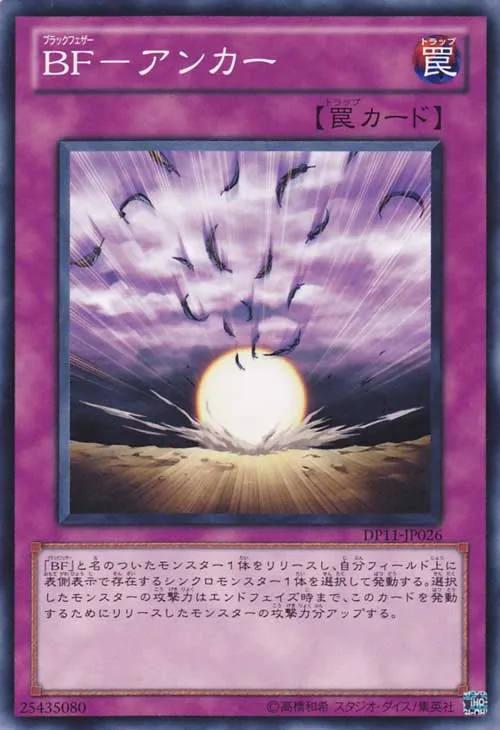 ブラックフェザー
BF－アンカー
トラップ
罠
トラップ
【罠カード】
DP11-JP026
「BF」と名のついたモンスター1体をリリースし、自分フィールド上に
表側表示で存在するシンクロモンスター1体を選択して発動する。選択
したモンスターの攻撃力はエンドフェイズ時まで、このカードを発動
するためにリリースしたモンスターの攻撃力分アップする。
25435080
©高橋和希 スタジオ・ダイス/集英社